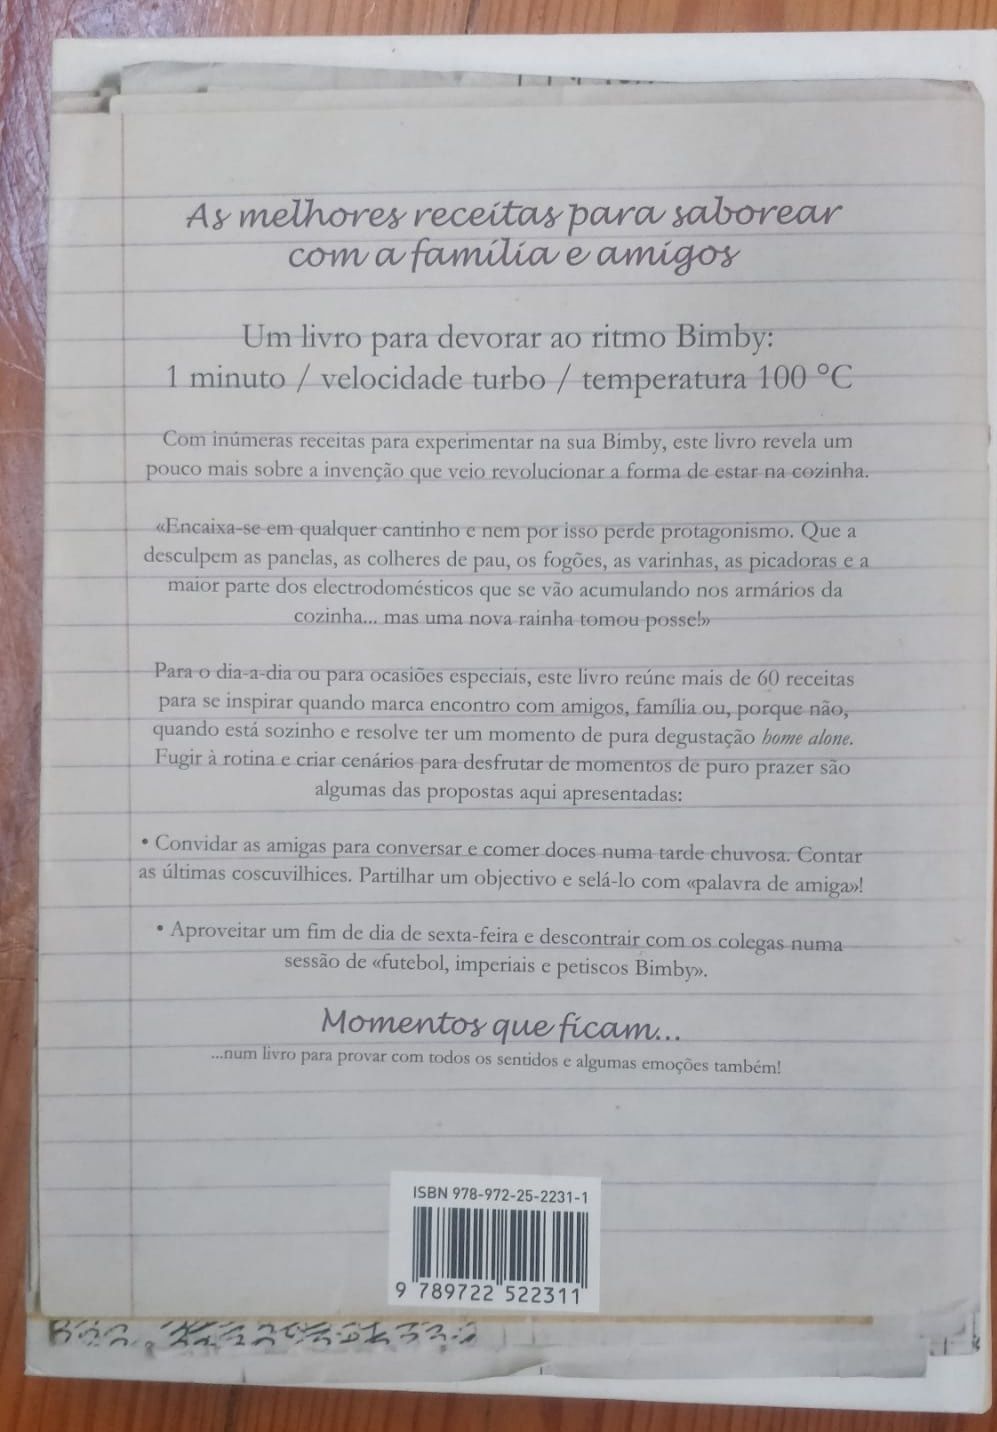 As melhores receitas para saborear
com a família e amigos
Um livro para devorar ao ritmo Bimby:
1 minuto / velocidade turbo / temperatura 100 °C
Com inúmeras receitas para experimentar na sua Bimby, este livro revela um
pouco mais sobre a invenção que veio revolucionar a forma de estar na cozinha.
«Encaixa-se em qualquer cantinho e nem por isso perde protagonismo. Que a
desculpem as panelas, as colheres de pau, os fogões, as varinhas, as picadoras e a
maior parte dos electrodomésticos que se vão acumulando nos armários da
cozinha... mas uma nova rainha tomou posse!»
Para o dia-a-dia ou para ocasiões especiais, este livro reúne mais de 60 receitas
para se inspirar quando marca encontro com amigos, família ou, porque não,
quando está sozinho e resolve ter um momento de pura degustação home alone.
Fugir à rotina e criar cenários para desfrutar de momentos de puro prazer são
algumas das propostas aqui apresentadas:
• Convidar as amigas para conversar e comer doces numa tarde chuvosa. Contar
as últimas coscuvilhices. Partilhar um objectivo e selá-lo com «palavra de amiga»!
• Aproveitar um fim de dia de sexta-feira e descontrair com os colegas numa
sessão de «futebol, imperiais e petiscos Bimby».
Momentos que ficam...
...num livro para provar com todos os sentidos e algumas emoções também!
ISBN 978-972-25-2231-1
9 789722 522311